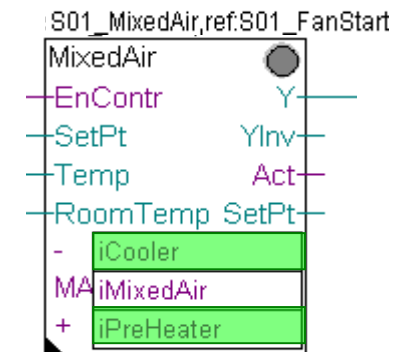 S01_MixedAir,ref:S01_FanStart
MixedAir
EnContr Y
SetPt YInv
Temp Act
RoomTemp SetPt
- iCooler
MA iMixedAir
+ iPreHeater